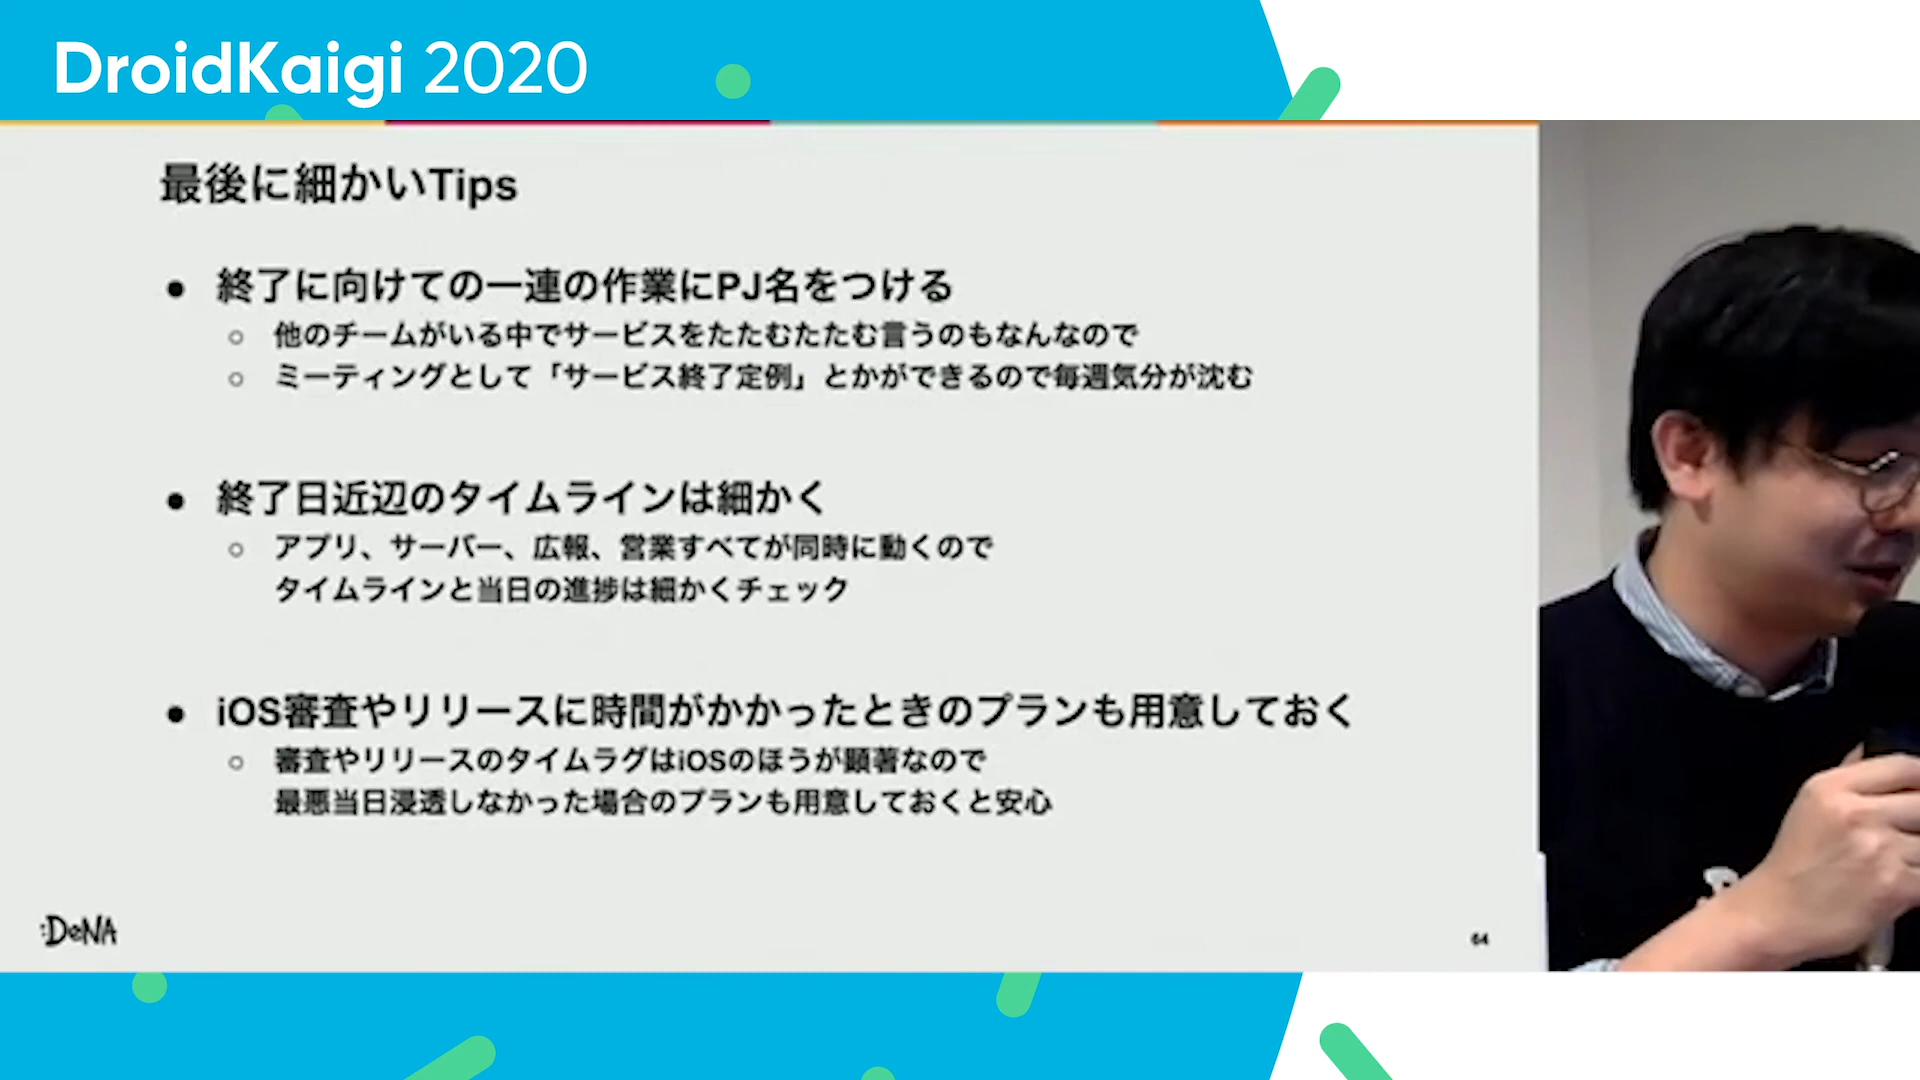 DroidKaigi 2020
最後に細かいTips
● 終了に向けての一連の作業にPJ名をつける
○ 他のチームがいる中でサービスをたたむたたむ言うのもなんなので
○ ミーティングとして「サービス終了定例」とかができるので毎週気分が沈む
● 終了日近辺のタイムラインは細かく
○ アプリ、サーバー、広報、営業すべてが同時に動くので
タイムラインと当日の進捗は細かくチェック
● iOS審査やリリースに時間がかかったときのプランも用意しておく
○ 審査やリリースのタイムラグはiOSのほうが顕著なので
最悪当日浸透しなかった場合のプランも用意しておくと安心
:DeNA
64